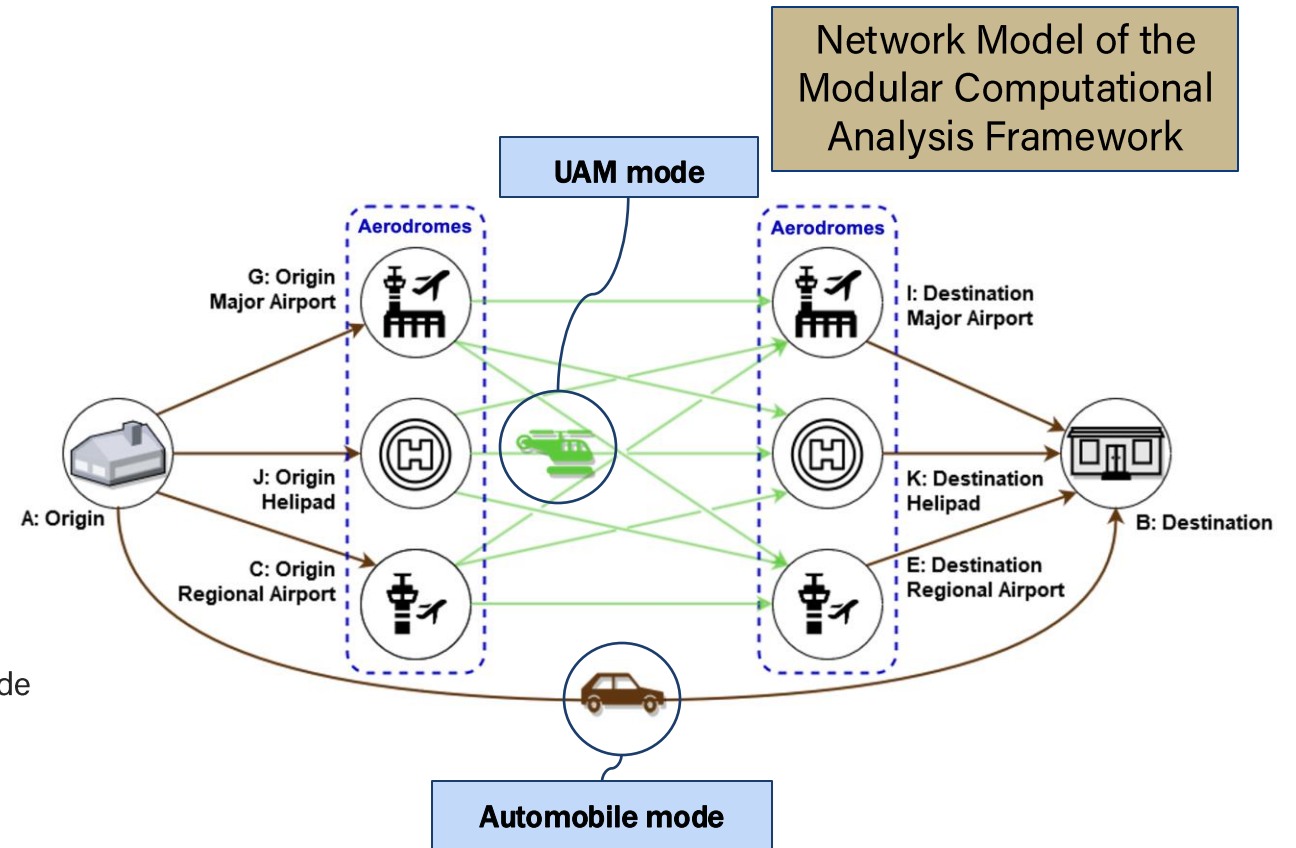 Network Model of the
Modular Computational
Analysis Framework
UAM mode
Aerodromes
Aerodromes
G: Origin
Major Airport
I: Destination
Major Airport
H
H
J: Origin
Helipad
K: Destination
Helipad
A: Origin
B: Destination
C: Origin
Regional Airport
E: Destination
Regional Airport
de
Automobile mode